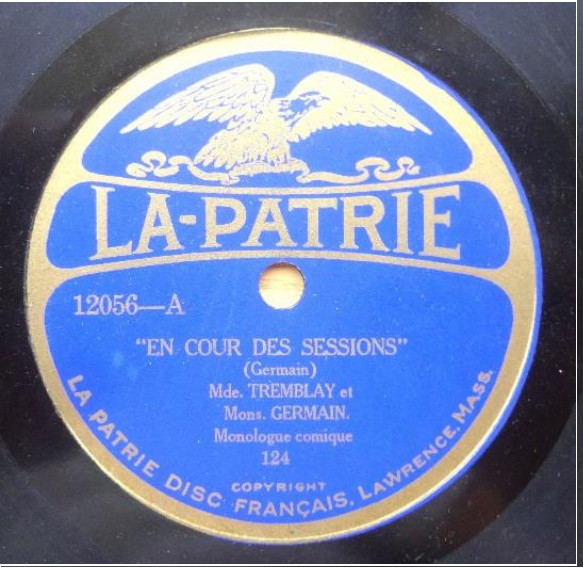 LA-PATRIE
12056—A
"EN COUR DES SESSIONS"
(Germain)
Mde. TREMBLAY et
Mons. GERMAIN.
Monologue comique
124
COPYRIGHT
LA PATRIE DISC FRANÇAIS, LAWRENCE, MASS.